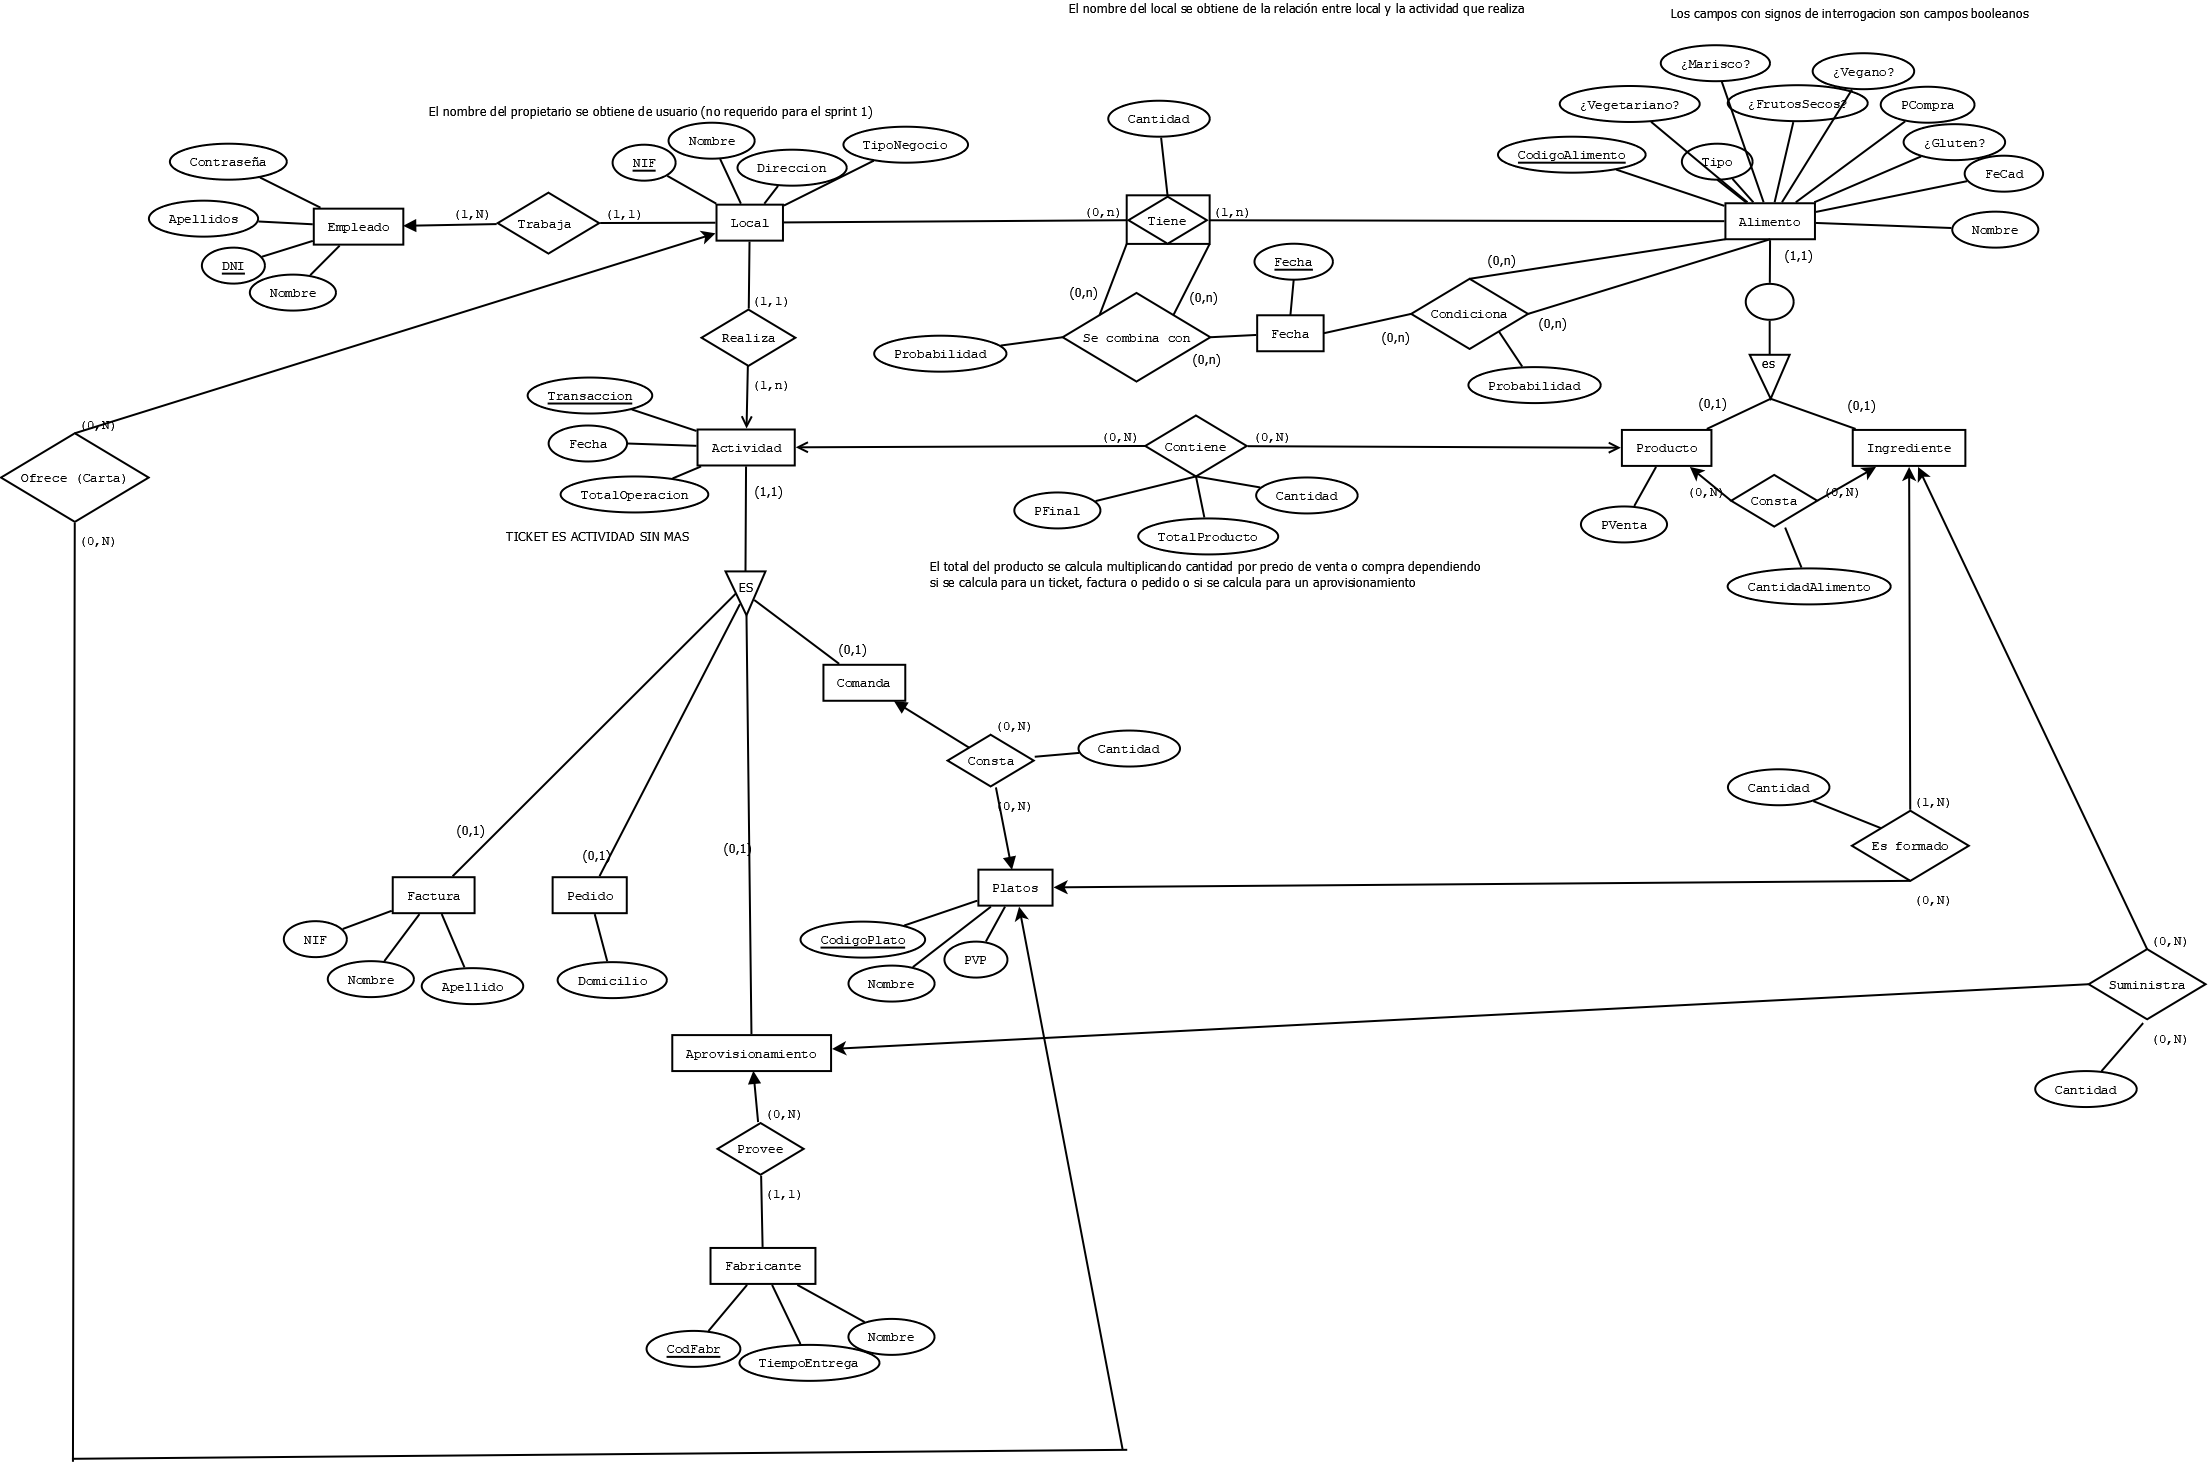 El nombre del local se obtiene de la relación entre local y la actividad que realiza
Los campos con signos de interrogacion son campos booleanos
¿Marisco?
¿Vegano?
¿Vegetariano?
¿FrutosSecos?
PCompra
Cantidad
El nombre del propietario se obtiene de usuario (no requerido para el sprint 1)
Nombre
TipoNegocio
¿Gluten?
CodigoAlimento
Contraseña
NIF
Direccion
Tipo
FeCad
Apellidos
(1,N)
Trabaja
(1,1)
Local
(0,n)
Tiene
(1,n)
Alimento
Nombre
Empleado
DNI
Nombre
(1,1)
(0,n)
Fecha
(0,n)
(0,n)
(1,1)
Realiza
Se combina con
Fecha
Condiciona
(0,n)
(0,n)
Probabilidad
(0,n)
es
(1,n)
Probabilidad
Transaccion
(0,1)
(0,1)
(0,N)
Fecha
Actividad
(0,N)
Contiene
(0,N)
Producto
Ingrediente
Ofrece (Carta)
TotalOperacion
(1,1)
PFinal
Cantidad
(0,N)
Consta
(0,N)
PVenta
TotalProducto
(0,N)
TICKET ES ACTIVIDAD SIN MAS
El total del producto se calcula multiplicando cantidad por precio de venta o compra dependiendo
si se calcula para un ticket, factura o pedido o si se calcula para un aprovisionamiento
ES
CantidadAlimento
(0,1)
Comanda
(0,N)
Cantidad
Consta
Cantidad
(0,N)
(1,N)
(0,1)
(0,1)
(0,1)
Es formado
Factura
Pedido
Platos
(0,N)
NIF
CodigoPlato
(0,N)
PVP
Nombre
Apellido
Domicilio
Nombre
Suministra
Aprovisionamiento
(0,N)
Cantidad
(0,N)
Provee
(1,1)
Fabricante
Nombre
CodFabr
TiempoEntrega